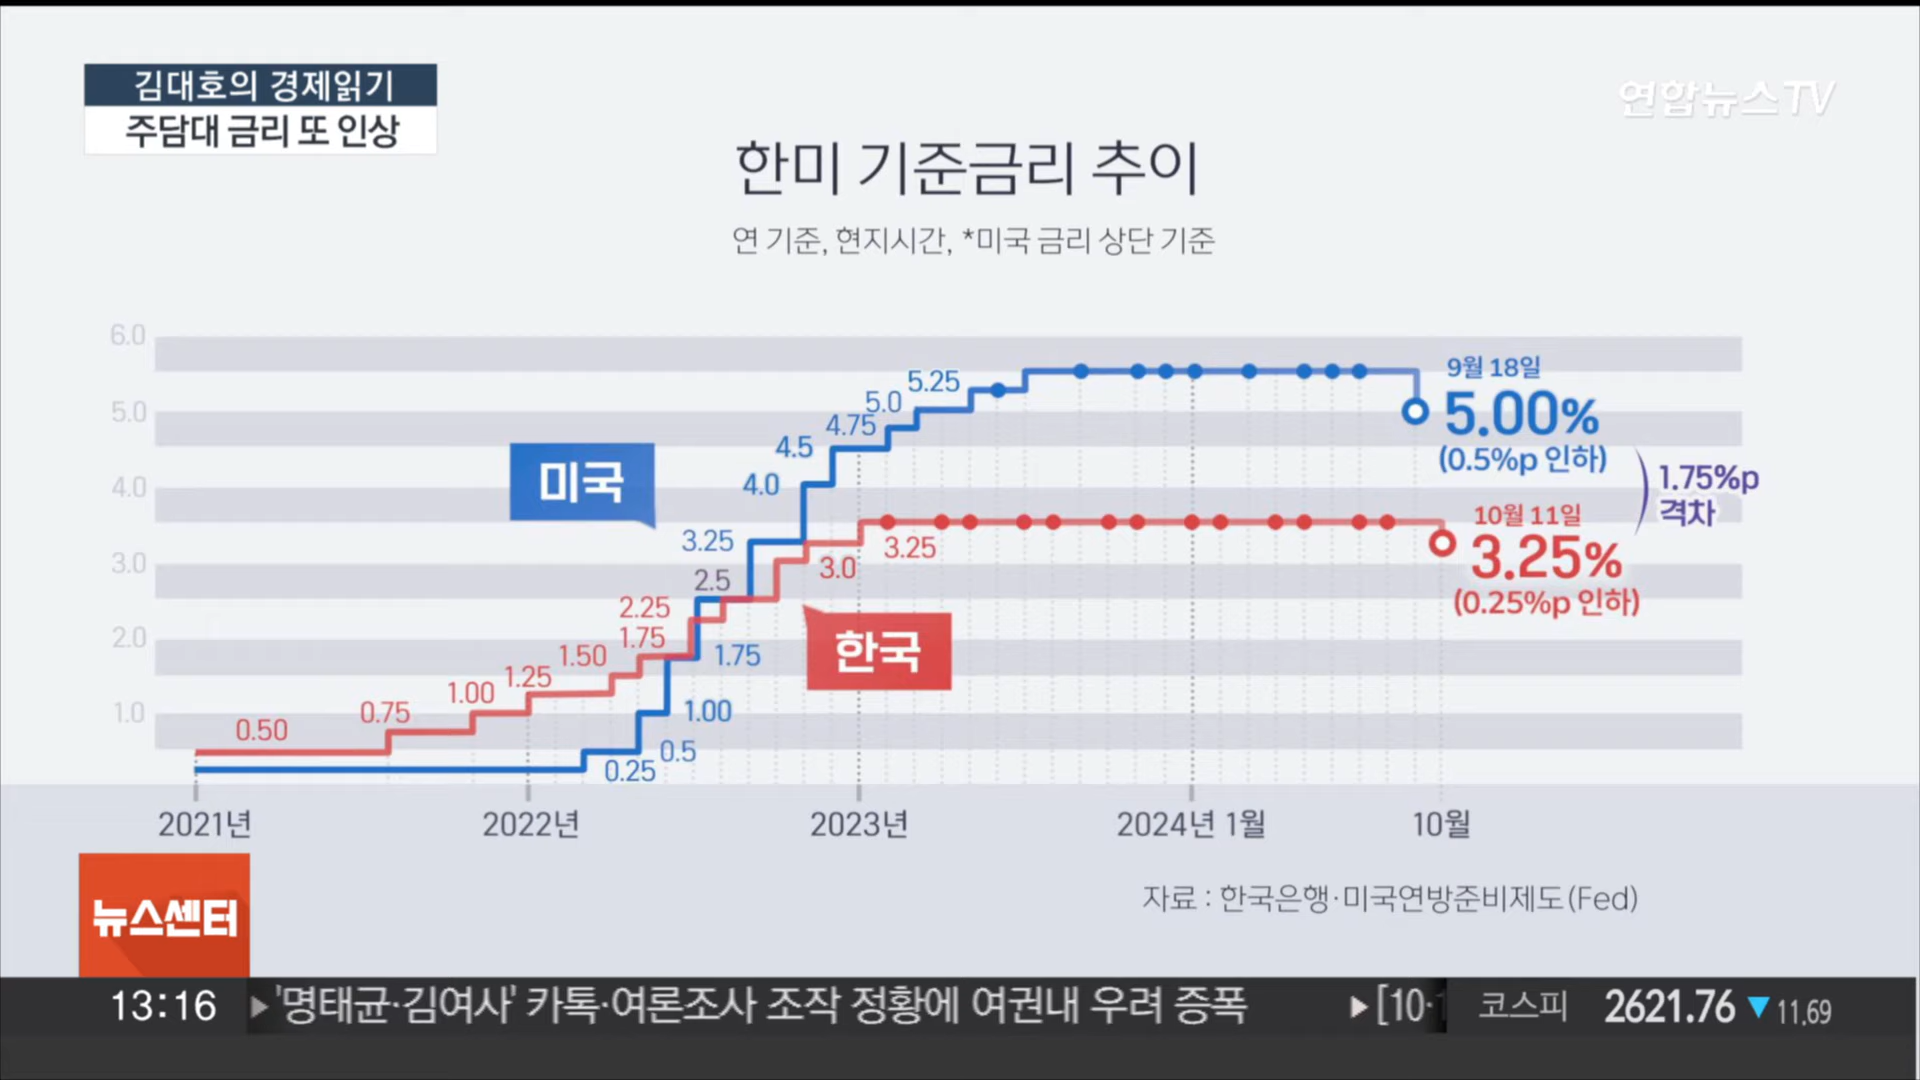 김대호의 경제읽기
주담대 금리 또 인상
연합뉴스TV
한미 기준금리 추이
연 기준, 현지시간, *미국 금리 상단 기준
6.0
5.0
4.0
3.0
2.0
1.0
미국
한국
0.50
0.75
1.00
1.25
1.50
1.75
2.25
2.5
3.0
3.25
0.25
0.5
1.00
1.75
3.25
4.0
4.5
4.75
5.0
5.25
9월 18일
5.00%
(0.5%p 인하)
1.75%p
격차
10월 11일
3.25%
(0.25%p 인하)
2021년
2022년
2023년
2024년 1월
10월
자료 : 한국은행·미국연방준비제도(Fed)
뉴스센터
13:16
▶'명태균·김여사' 카톡·여론조사 조작 정황에 여권내 우려 증폭
▶[10·
코스피 2621.76 ▼ 11.69